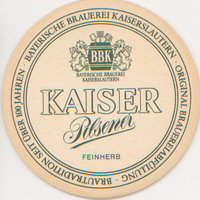 BAYERISCHE BRAUEREI KAISERSLAUTERN · ORIGINAL BRAUEREIABFÜLLUNG · BRAUTRADITION SEIT ÜBER 100 JAHREN ·
BBK
BAYERISCHE BRAUEREI
KAISERSLAUTERN
KAISER
Pilsener
FEINHERB